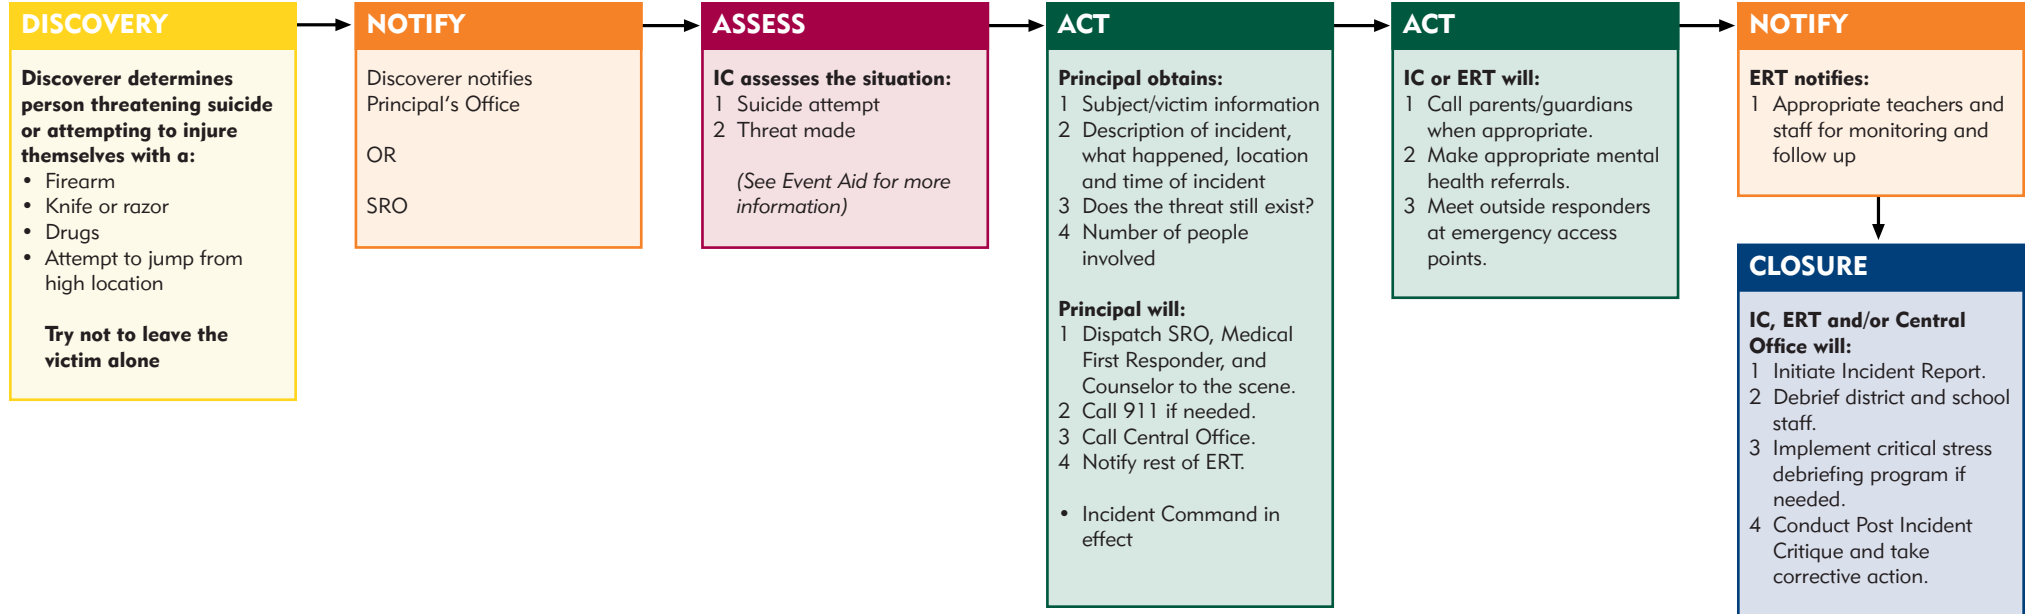 DISCOVERY
Discoverer determines
person threatening suicide
or attempting to injure
themselves with a:
• Firearm
• Knife or razor
• Drugs
• Attempt to jump from
high location
Try not to leave the
victim alone
NOTIFY
Discoverer notifies
Principal's Office
OR
SRO
ASSESS
IC assesses the situation:
1 Suicide attempt
2 Threat made
(See Event Aid for more
information)
ACT
Principal obtains:
1 Subject/victim information
2 Description of incident,
what happened, location
and time of incident
3 Does the threat still exist?
4 Number of people
involved
Principal will:
1 Dispatch SRO, Medical
First Responder, and
Counselor to the scene.
2 Call 911 if needed.
3 Call Central Office.
4 Notify rest of ERT.
• Incident Command in
effect
ACT
IC or ERT will:
1 Call parents/guardians
when appropriate.
2 Make appropriate mental
health referrals.
3 Meet outside responders
at emergency access
points.
NOTIFY
ERT notifies:
1 Appropriate teachers and
staff for monitoring and
follow up
CLOSURE
IC, ERT and/or Central
Office will:
1 Initiate Incident Report.
2 Debrief district and school
staff.
3 Implement critical stress
debriefing program if
needed.
4 Conduct Post Incident
Critique and take
corrective action.